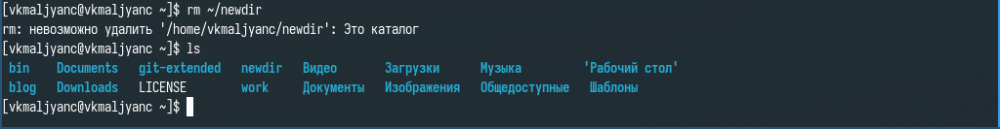 [vkmaljyanc@vkmaljyanc ~]$ rm ~/newdir
rm: невозможно удалить '/home/vkmaljyanc/newdir': Это каталог
[vkmaljyanc@vkmaljyanc ~]$ ls
bin Documents git-extended newdir Видео Загрузки Музыка 'Рабочий стол'
blog Downloads LICENSE work Документы Изображения Общедоступные Шаблоны
[vkmaljyanc@vkmaljyanc ~]$